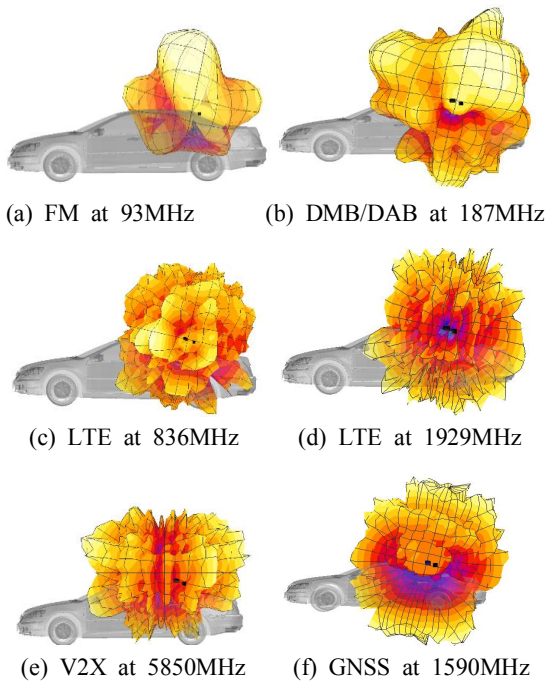 (a) FM at 93MHz
(b) DMB/DAB at 187MHz
(c) LTE at 836MHz
(d) LTE at 1929MHz
(e) V2X at 5850MHz
(f) GNSS at 1590MHz